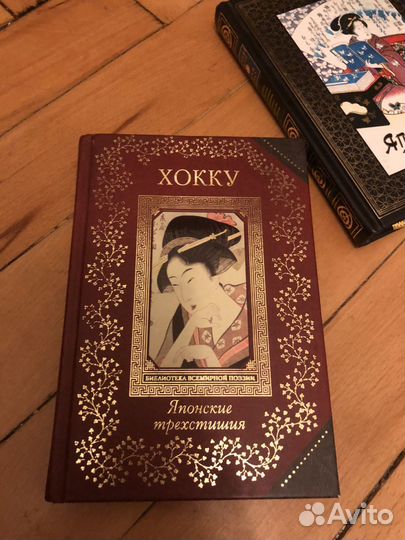 ХОККУ
БИБЛИОТЕКА ВСЕМИРНОЙ ПОЭЗИИ
Японские
трехстишия
Avito